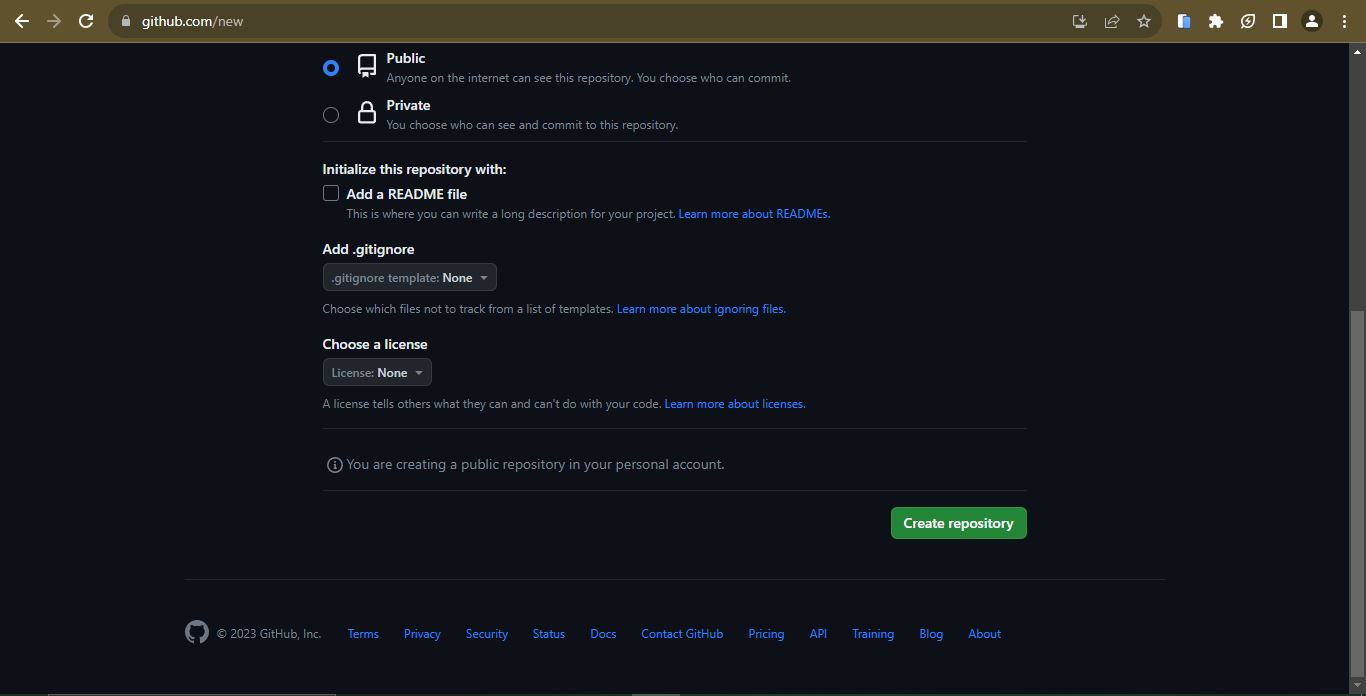 github.com/new
Public
Anyone on the internet can see this repository. You choose who can commit.
Private
You choose who can see and commit to this repository.
Initialize this repository with:
Add a README file
This is where you can write a long description for your project. Learn more about READMEs.
Add .gitignore
.gitignore template: None
Choose which files not to track from a list of templates. Learn more about ignoring files.
Choose a license
License: None
A license tells others what they can and can't do with your code. Learn more about licenses.
You are creating a public repository in your personal account.
Create repository
© 2023 GitHub, Inc. Terms Privacy Security Status Docs Contact GitHub Pricing API Training Blog About